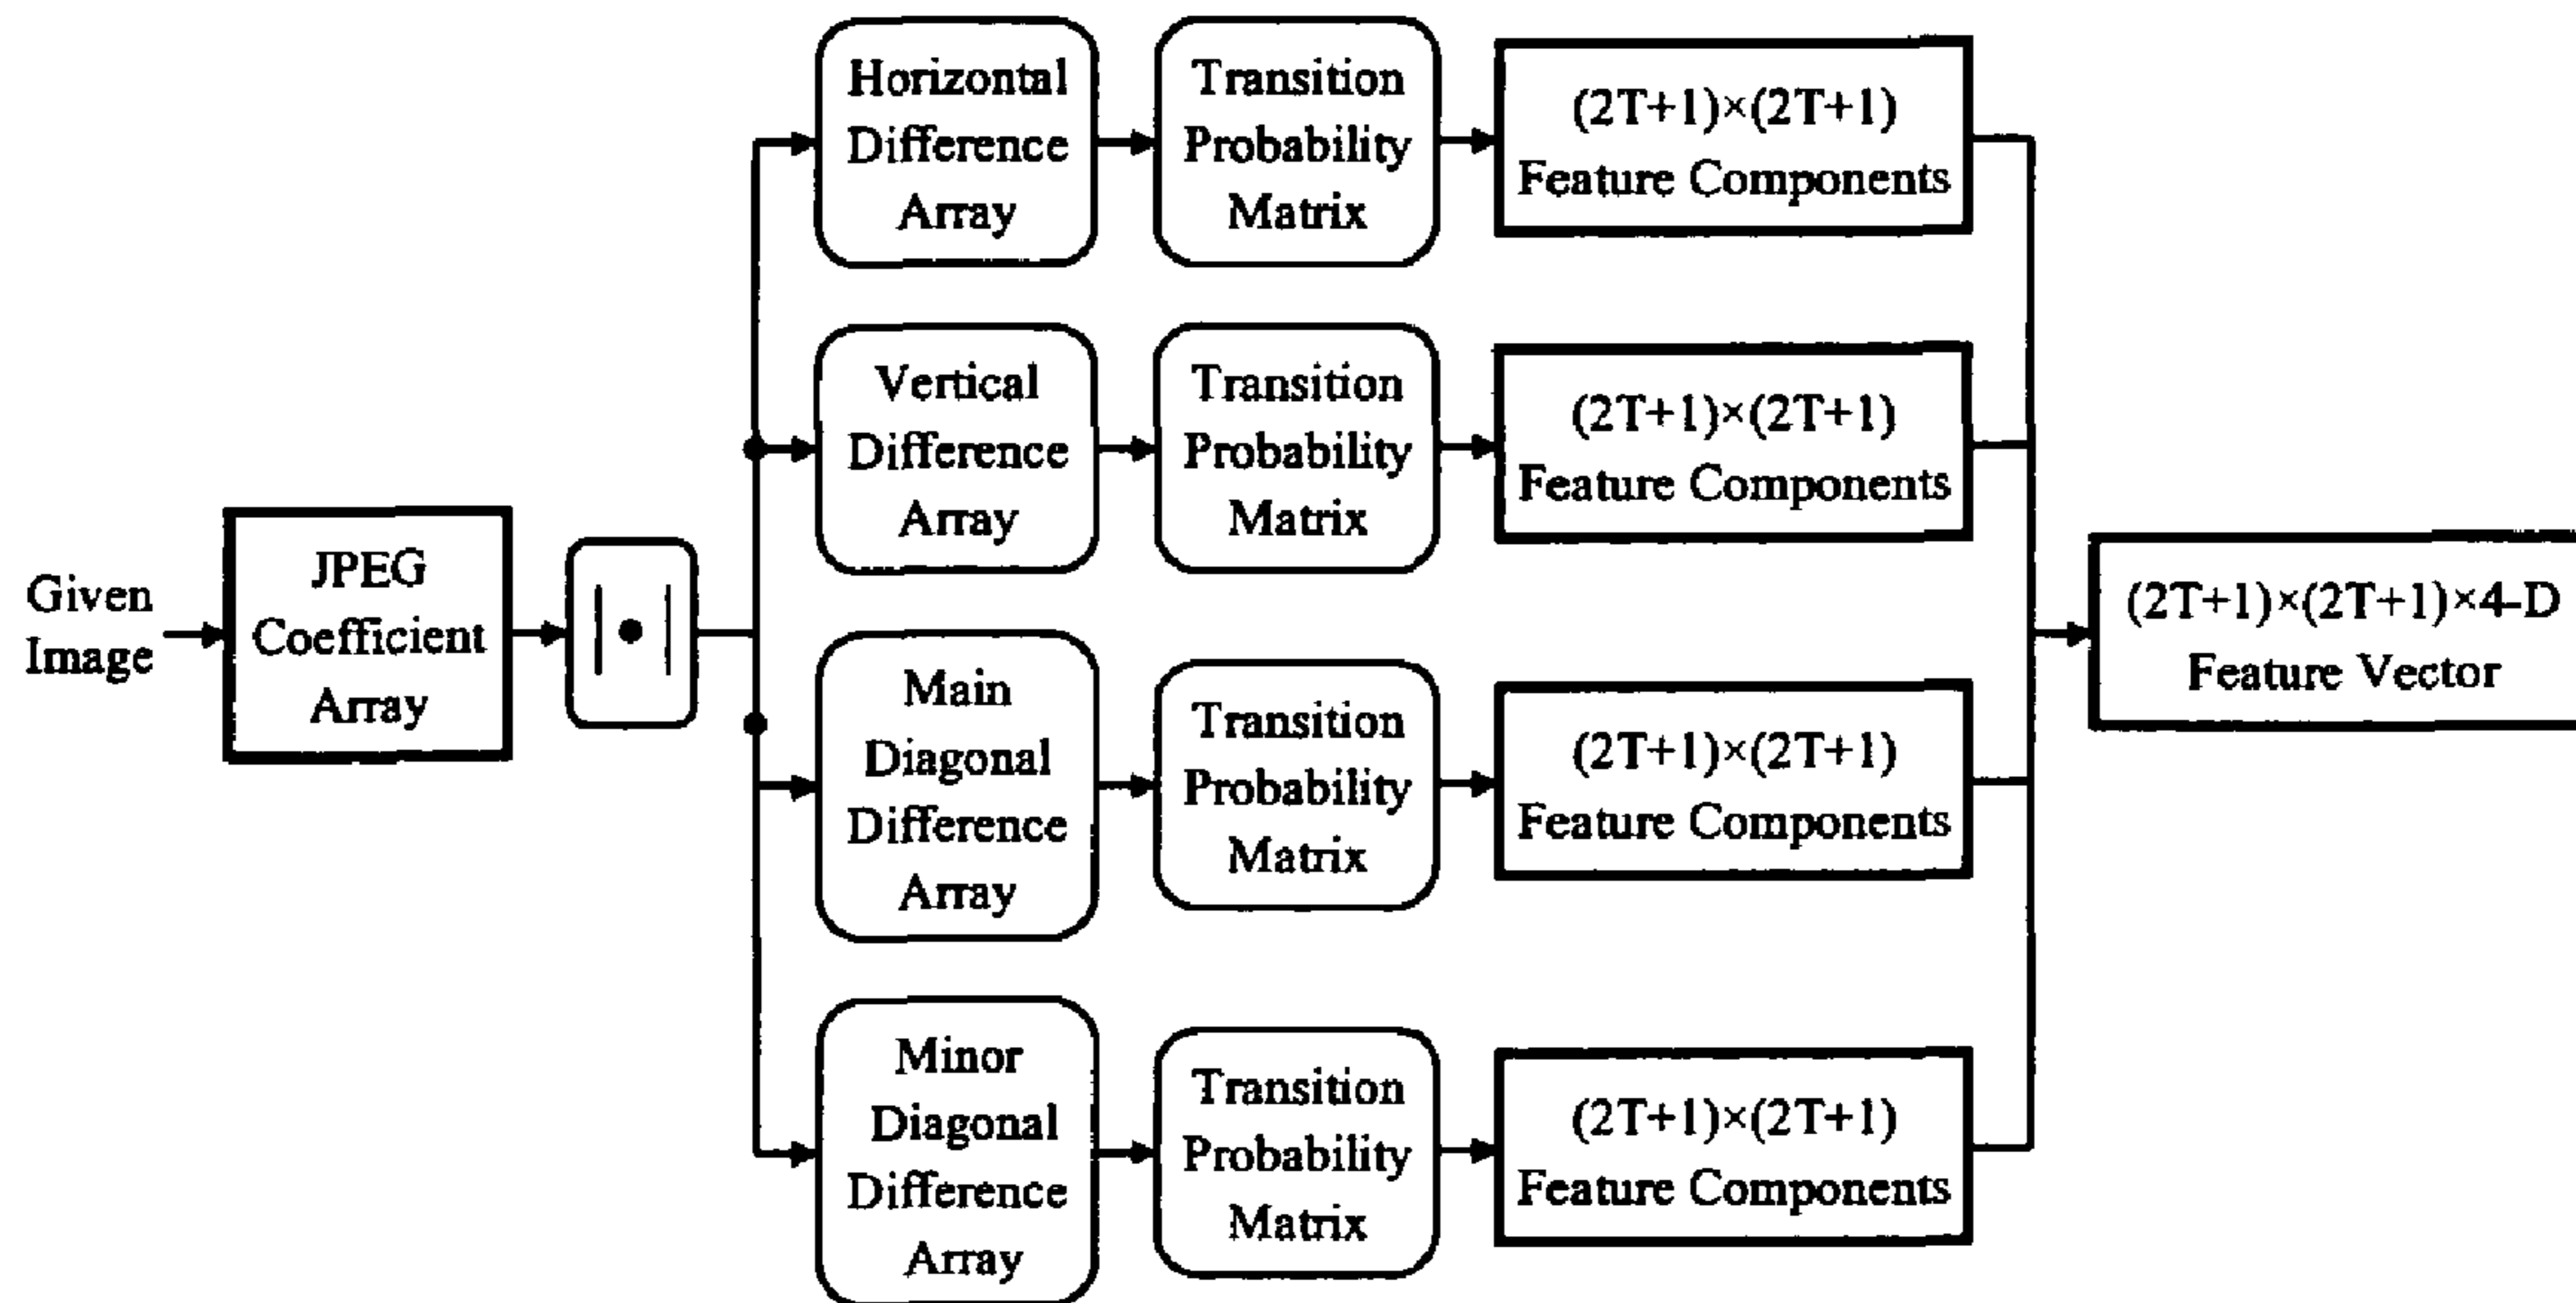 Given
Image
JPEG
Coefficient
Array
|•|
Horizontal
Difference
Array
Transition
Probability
Matrix
(2T+1)×(2T+1)
Feature Components
Vertical
Difference
Array
Transition
Probability
Matrix
(2T+1)×(2T+1)
Feature Components
Main
Diagonal
Difference
Array
Transition
Probability
Matrix
(2T+1)×(2T+1)
Feature Components
Minor
Diagonal
Difference
Array
Transition
Probability
Matrix
(2T+1)×(2T+1)
Feature Components
(2T+1)×(2T+1)×4-D
Feature Vector